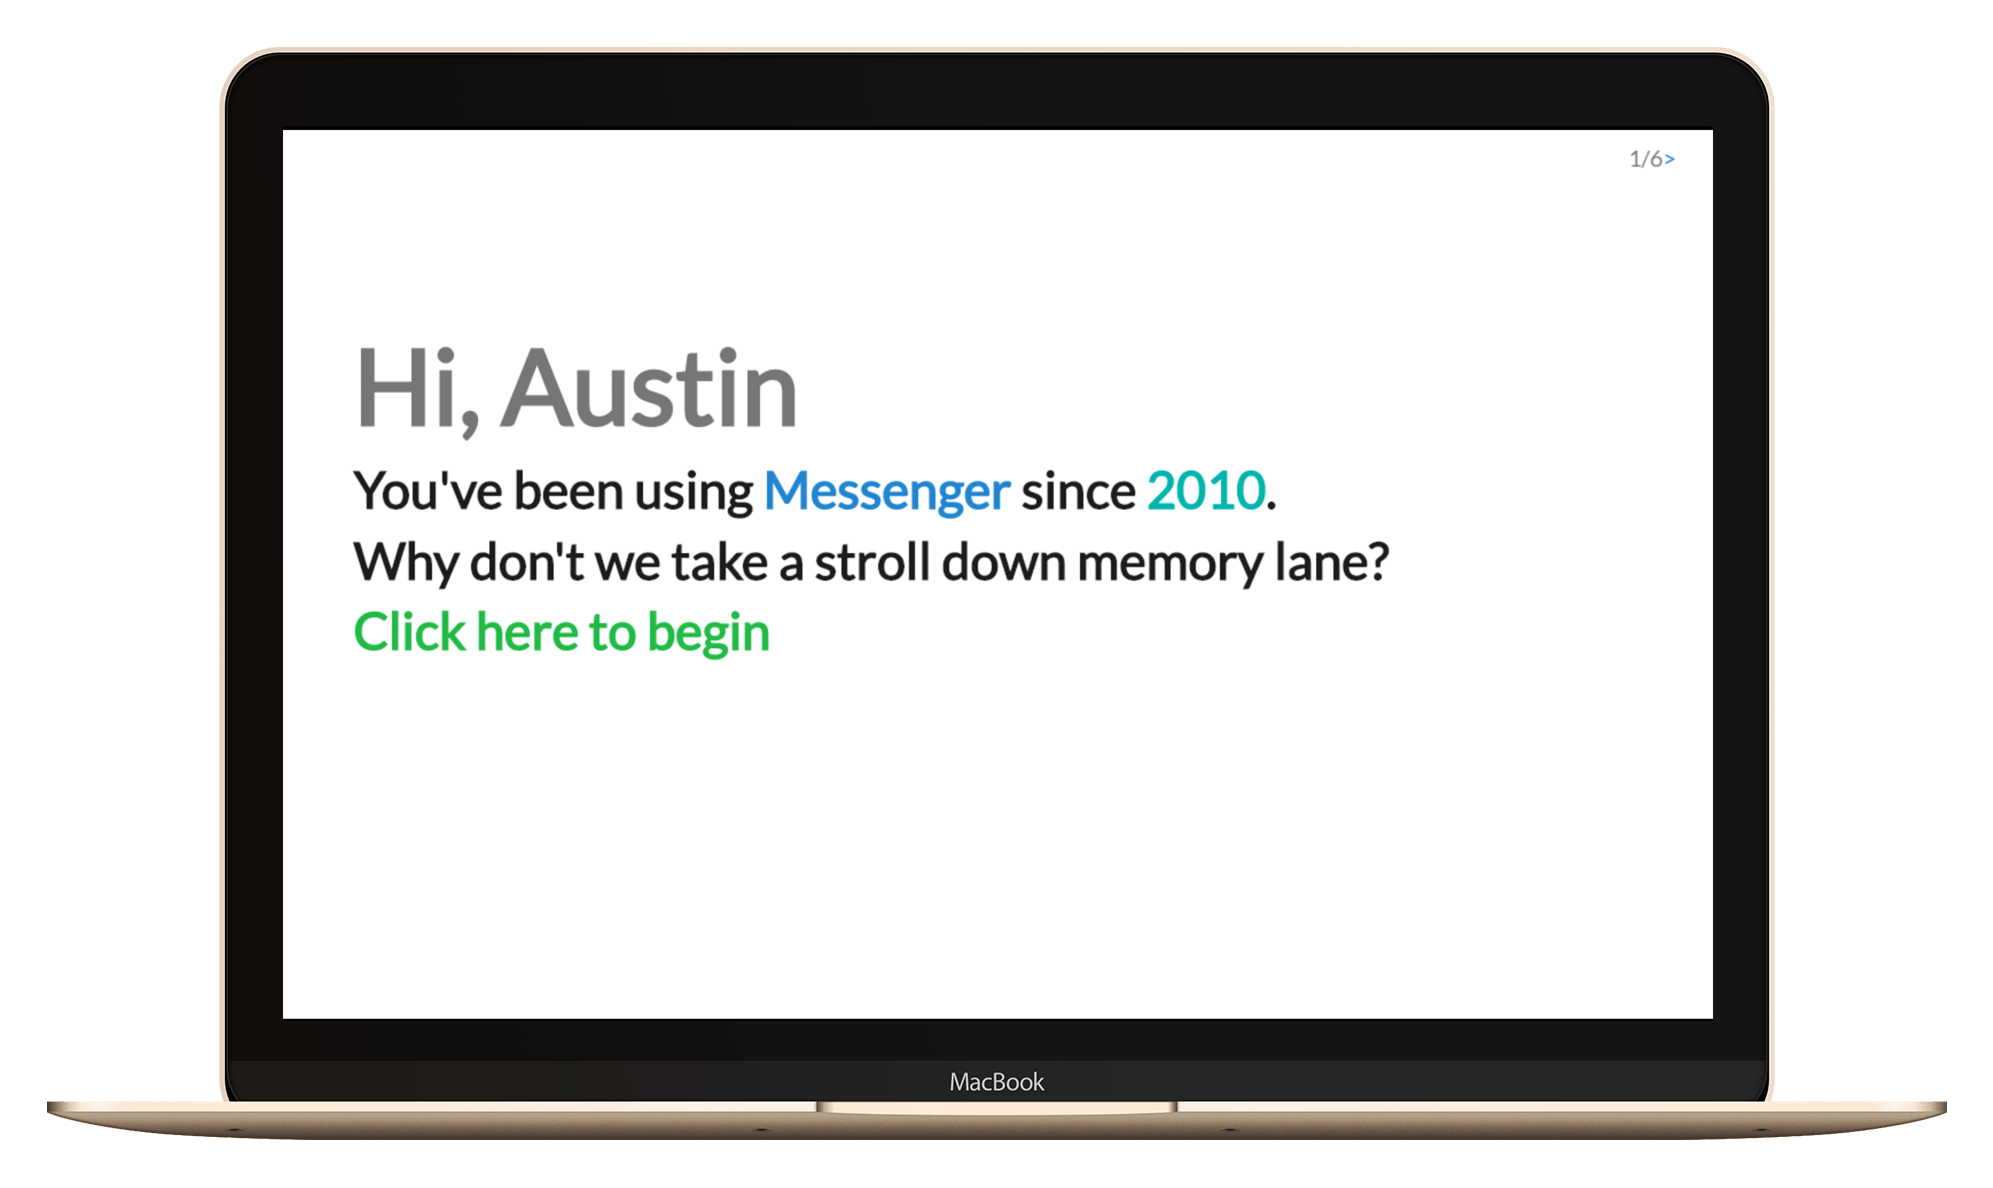 1/6>
Hi, Austin
You've been using Messenger since 2010.
Why don't we take a stroll down memory lane?
Click here to begin
MacBook